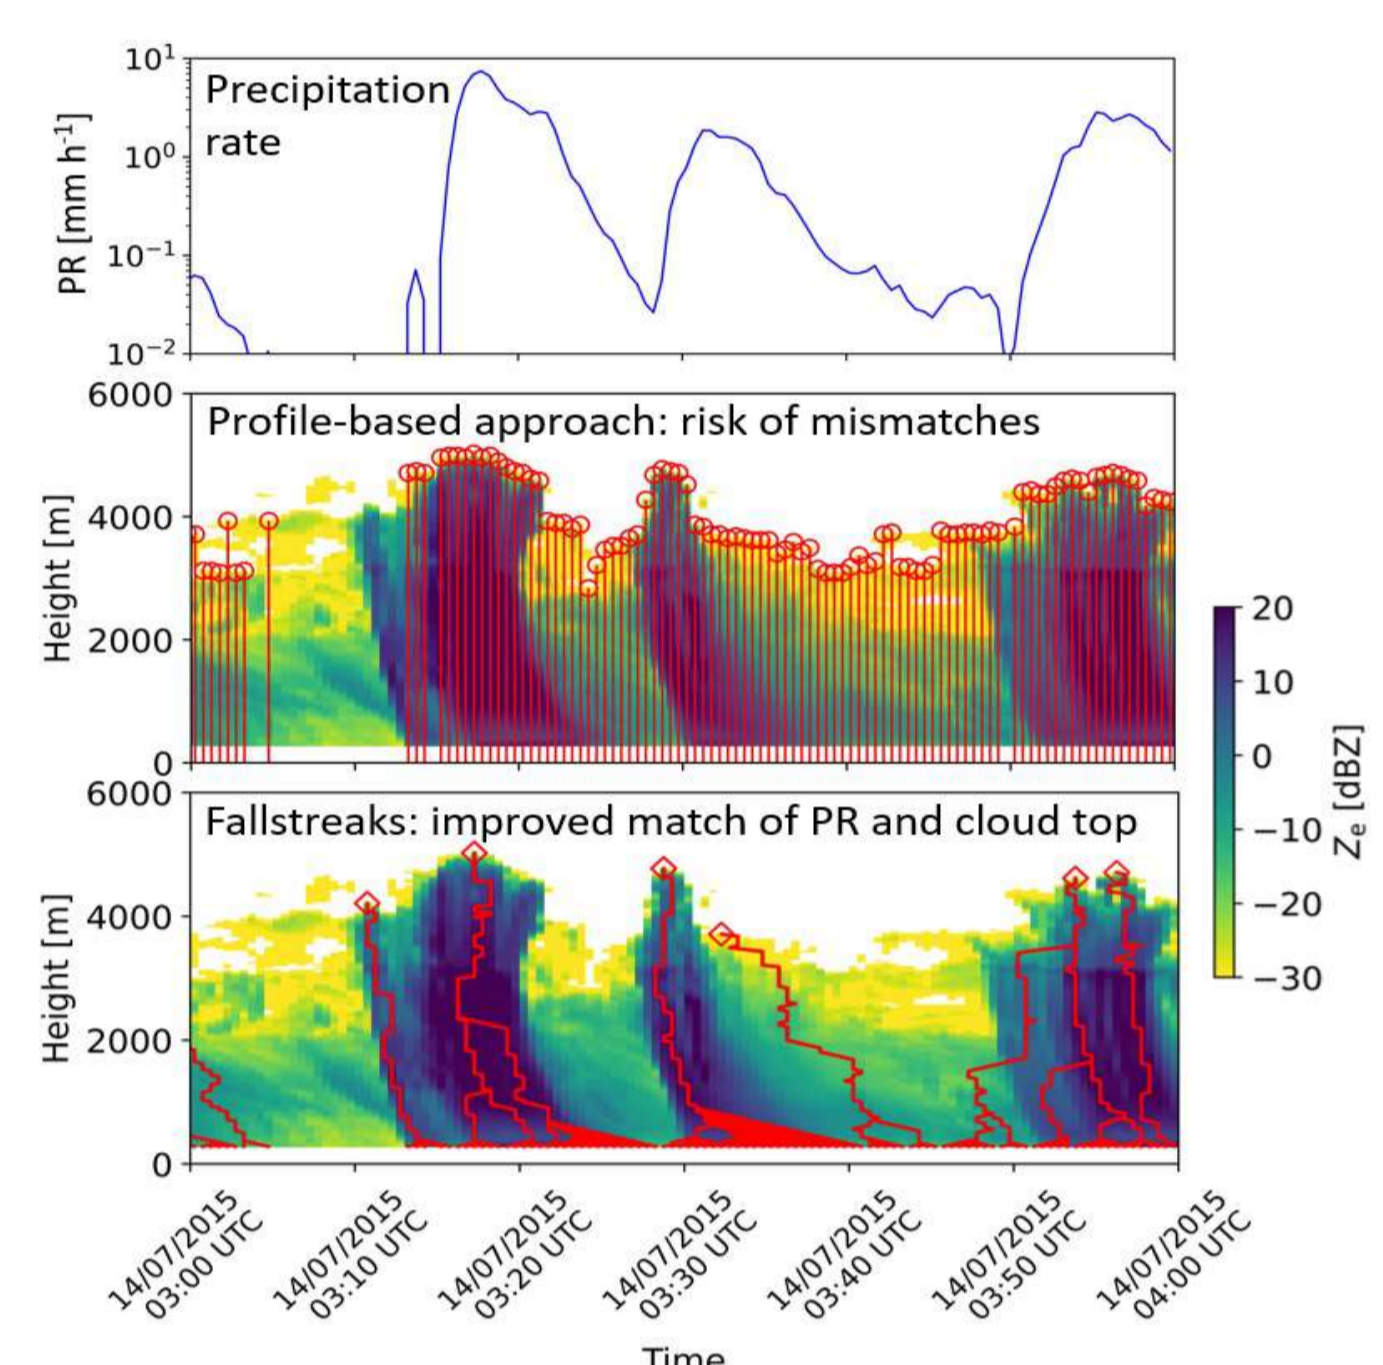 10¹
Precipitation
rate
10⁰
10⁻¹
10⁻²
PR [mm h⁻¹]
6000
Profile-based approach: risk of mismatches
4000
2000
0
Height [m]
6000
Fallstreaks: improved match of PR and cloud top
4000
2000
0
Height [m]
20
10
0
−10
−20
−30
Zₑ [dBZ]
14/07/2015
03:00 UTC
14/07/2015
03:10 UTC
14/07/2015
03:20 UTC
14/07/2015
03:30 UTC
14/07/2015
03:40 UTC
14/07/2015
03:50 UTC
14/07/2015
04:00 UTC
Time